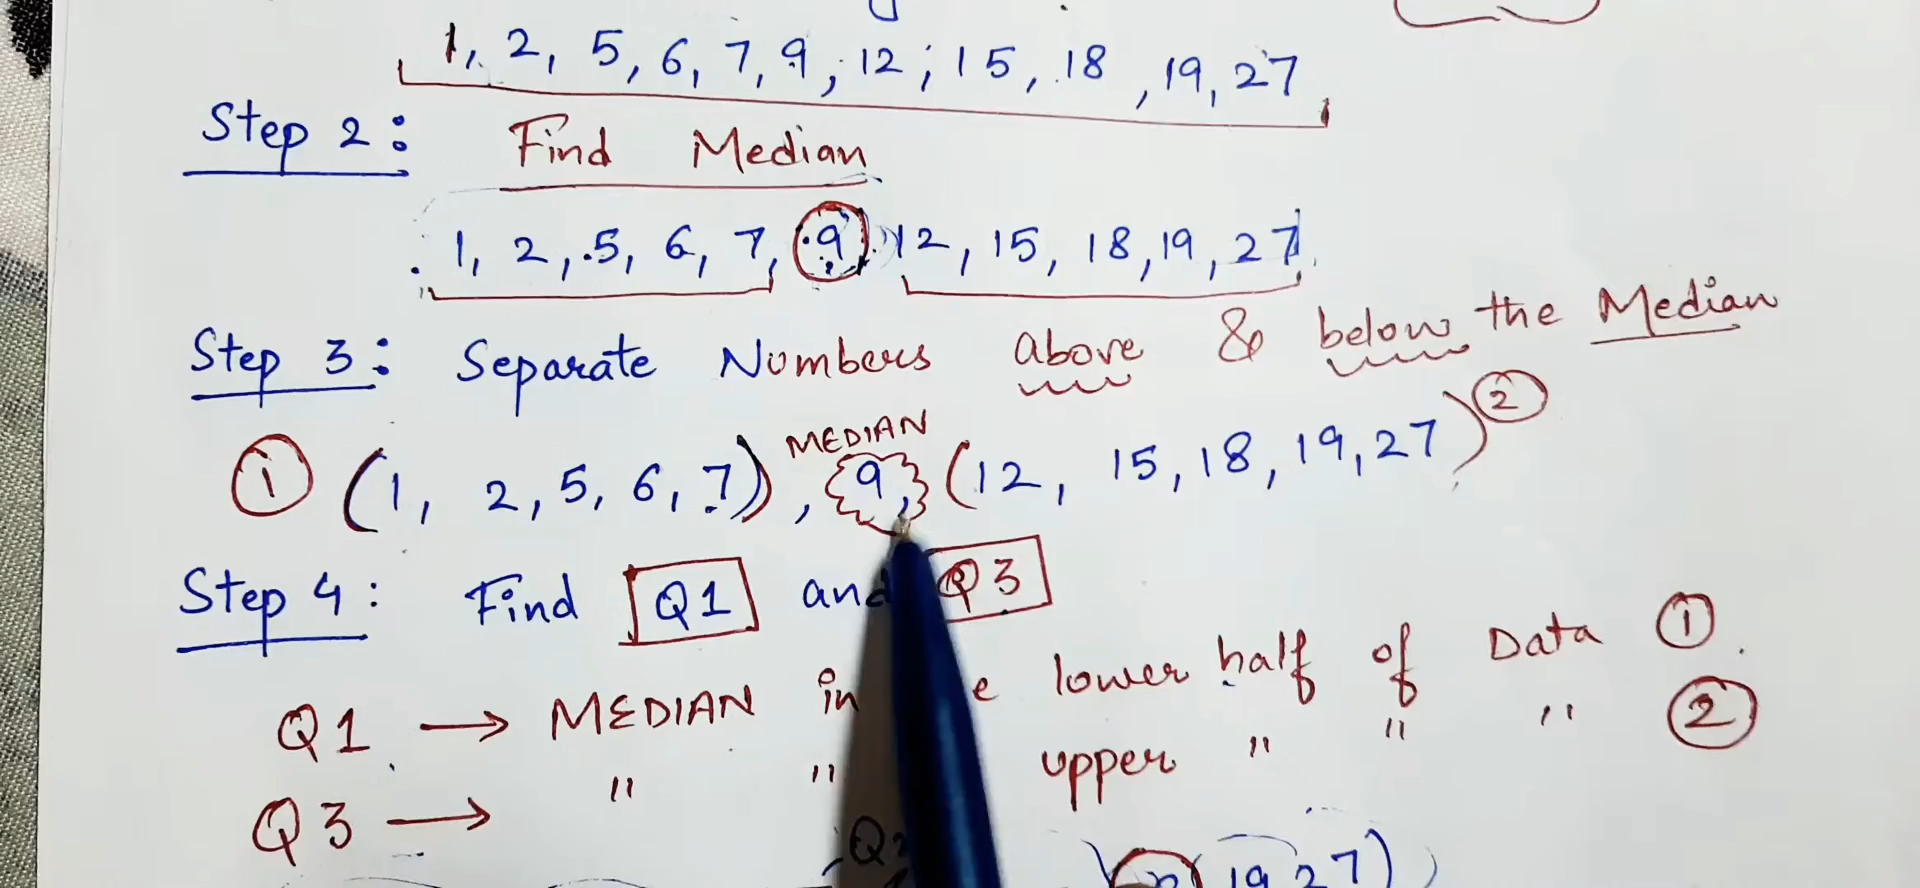 1, 2, 5, 6, 7, 9, 12, 15, 18, 19, 27
Step 2: Find Median
1, 2, 5, 6, 7, 9, 12, 15, 18, 19, 27
Step 3: Separate Numbers above & below the Median
MEDIAN
① (1, 2, 5, 6, 7), 9, (12, 15, 18, 19, 27) ②
Step 4: Find Q1 and Q3
Q1 → MEDIAN in lower half of Data ①
Q3 → " " upper " " " ②
19 27)